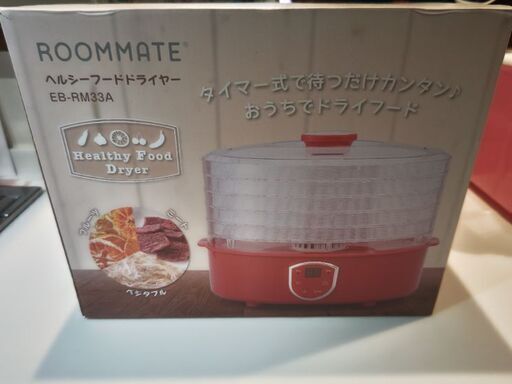 ROOMMATE®
ヘルシーフードドライヤー
EB-RM33A
タイマー式で待つだけカンタン♪
おうちでドライフード
Healthy Food
Dryer
フルーツ
ミート
ベジタブル